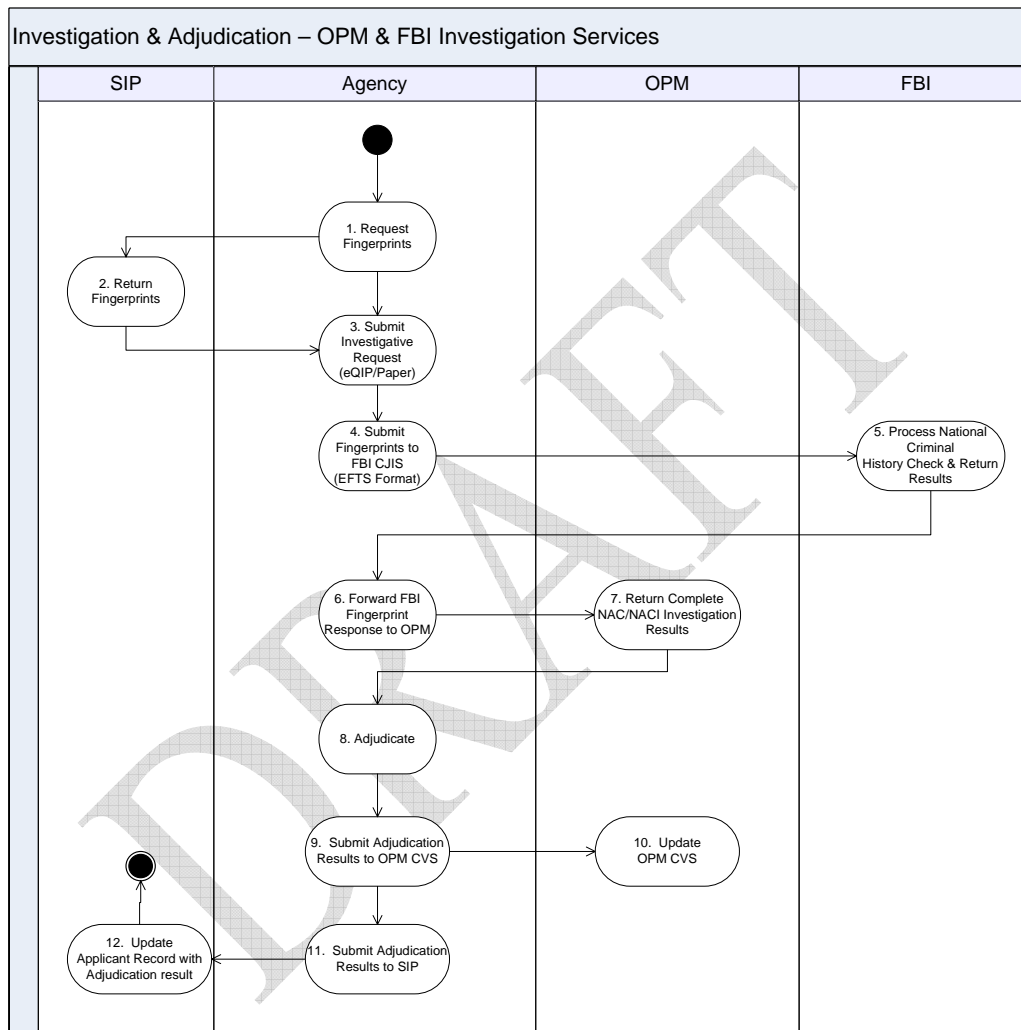 Investigation & Adjudication – OPM & FBI Investigation Services
SIP
Agency
OPM
FBI
1. Request
Fingerprints
2. Return
Fingerprints
3. Submit
Investigative
Request
(eQIP/Paper)
4. Submit
Fingerprints to
FBI CJIS
(EFTS Format)
5. Process National
Criminal
History Check & Return
Results
6. Forward FBI
Fingerprint
Response to OPM
7. Return Complete
NAC/NACI Investigation
Results
8. Adjudicate
9. Submit Adjudication
Results to OPM CVS
10. Update
OPM CVS
11. Submit Adjudication
Results to SIP
12. Update
Applicant Record with
Adjudication result
DRAFT